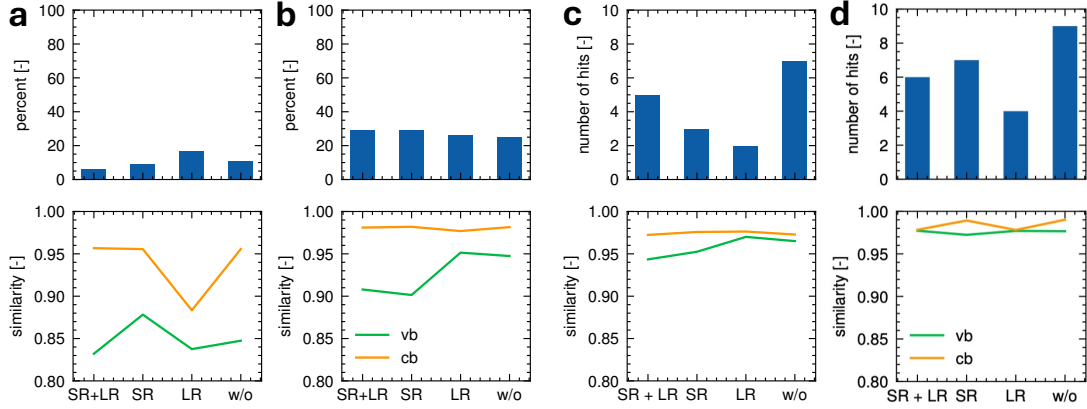 a
percent [-]
100
80
60
40
20
0
similarity [-]
1.00
0.95
0.90
0.85
0.80
SR+LR SR LR w/o
b
percent [-]
100
80
60
40
20
0
similarity [-]
1.00
0.95
0.90
0.85
0.80
vb
cb
SR+LR SR LR w/o
c
number of hits [-]
10
8
6
4
2
0
similarity [-]
1.00
0.95
0.90
0.85
0.80
SR + LR SR LR w/o
d
number of hits [-]
10
8
6
4
2
0
similarity [-]
1.00
0.95
0.90
0.85
0.80
vb
cb
SR + LR SR LR w/o